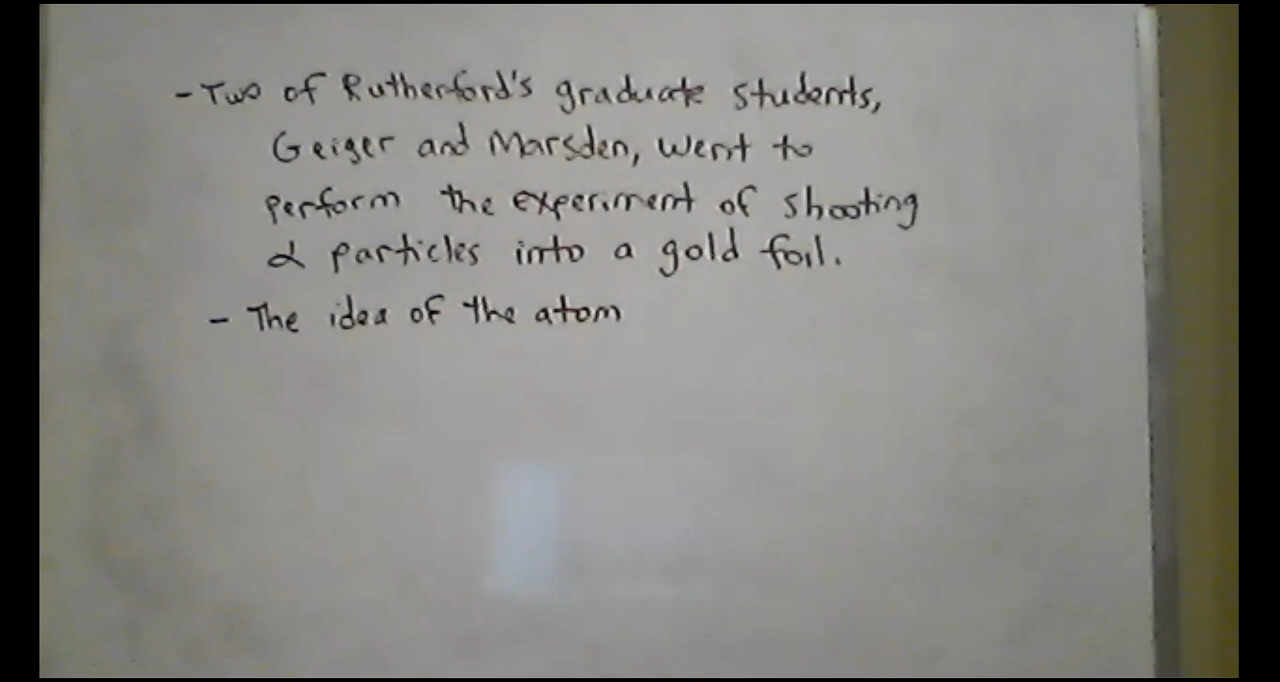 - Two of Rutherford's graduate students,
Geiger and Marsden, went to
perform the experiment of shooting
α particles into a gold foil.
- The idea of the atom